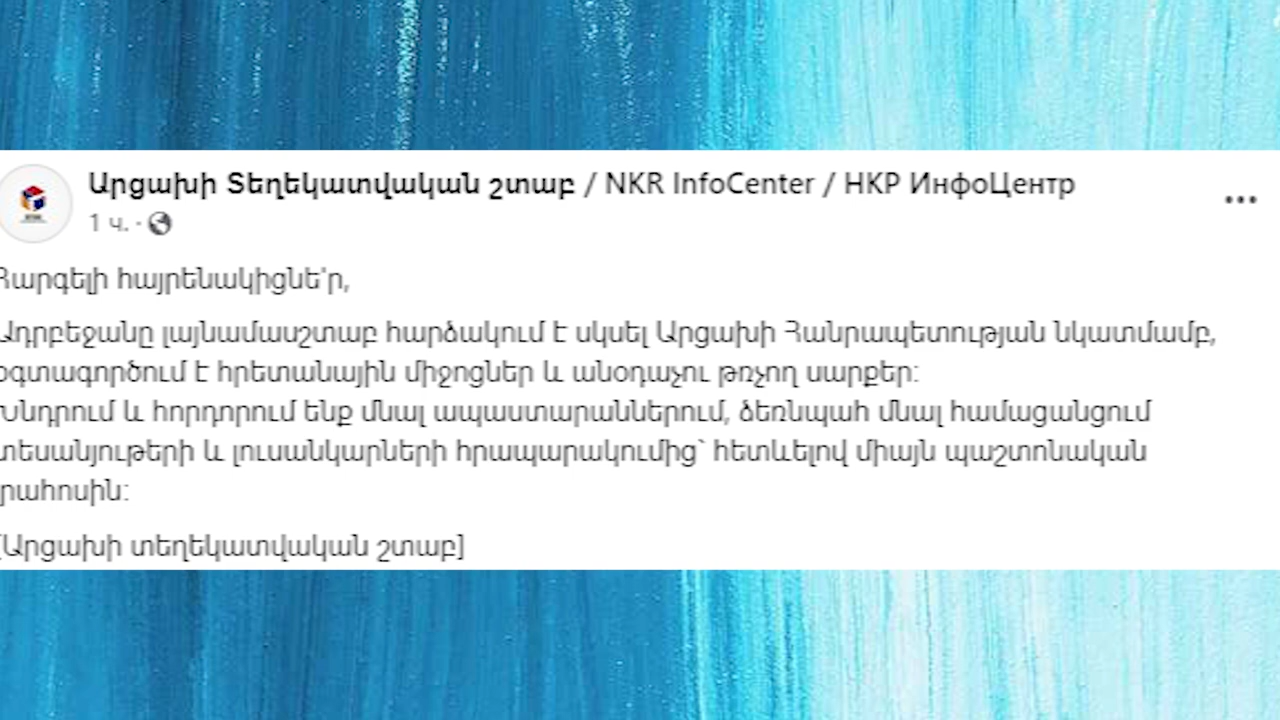 Արցախի Տեղեկատվական շտաբ / NKR InfoCenter / НКР ИнфоЦентр
1 ч. ·
Հարգելի հայրենակիցնե՛ր,
Ադրբեջանը լայնամասշտաբ հարձակում է սկսել Արցախի Հանրապետության նկատմամբ,
օգտագործում է հրետանային միջոցներ և անօդաչու թռչող սարքեր:
Խնդրում և հորդորում ենք մնալ ապաստարաններում, ձեռնպահ մնալ համացանցում
տեսանյութերի և լուսանկարների հրապարակումից՝ հետևելով միայն պաշտոնական
լրահոսին:
[Արցախի տեղեկատվական շտաբ]